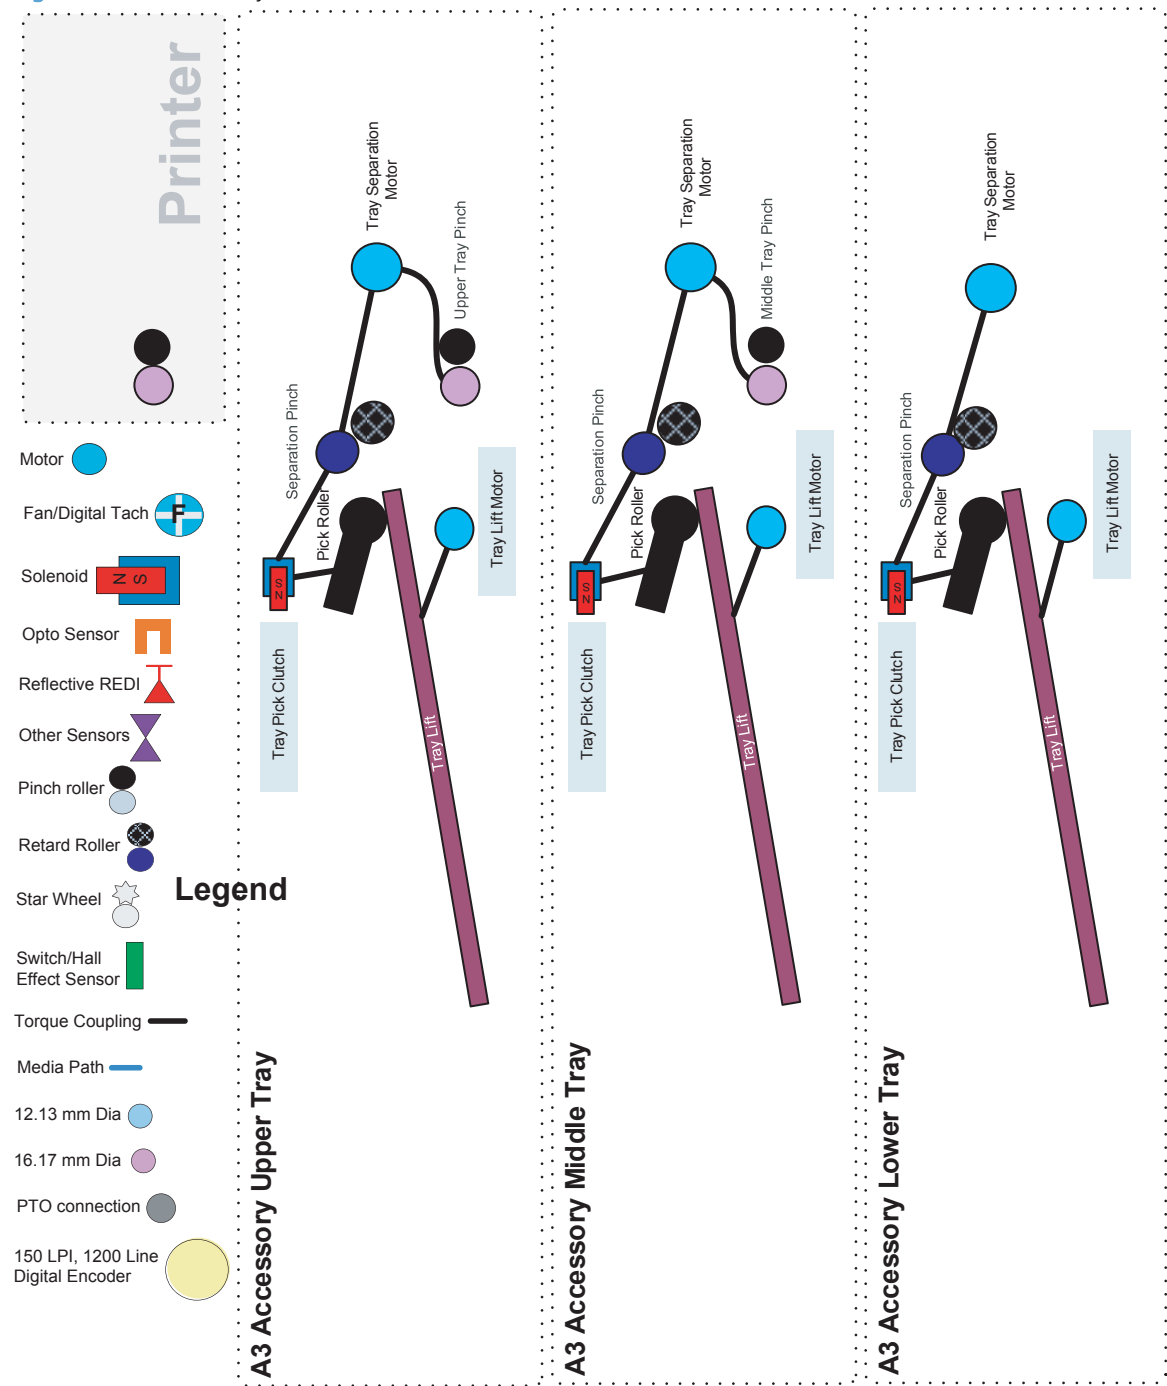 Printer
Motor
Fan/Digital Tach
F
Solenoid
N S
Opto Sensor
Reflective REDI
Other Sensors
Pinch roller
Retard Roller
Star Wheel
Legend
Switch/Hall
Effect Sensor
Torque Coupling
Media Path
12.13 mm Dia
16.17 mm Dia
PTO connection
150 LPI, 1200 Line
Digital Encoder
Tray Separation
Motor
Upper Tray Pinch
Separation Pinch
Pick Roller
Tray Lift Motor
S N
Tray Pick Clutch
Tray Lift
A3 Accessory Upper Tray
Tray Separation
Motor
Middle Tray Pinch
Separation Pinch
Pick Roller
Tray Lift Motor
S N
Tray Pick Clutch
Tray Lift
A3 Accessory Middle Tray
Tray Separation
Motor
Separation Pinch
Pick Roller
Tray Lift Motor
S N
Tray Pick Clutch
Tray Lift
A3 Accessory Lower Tray